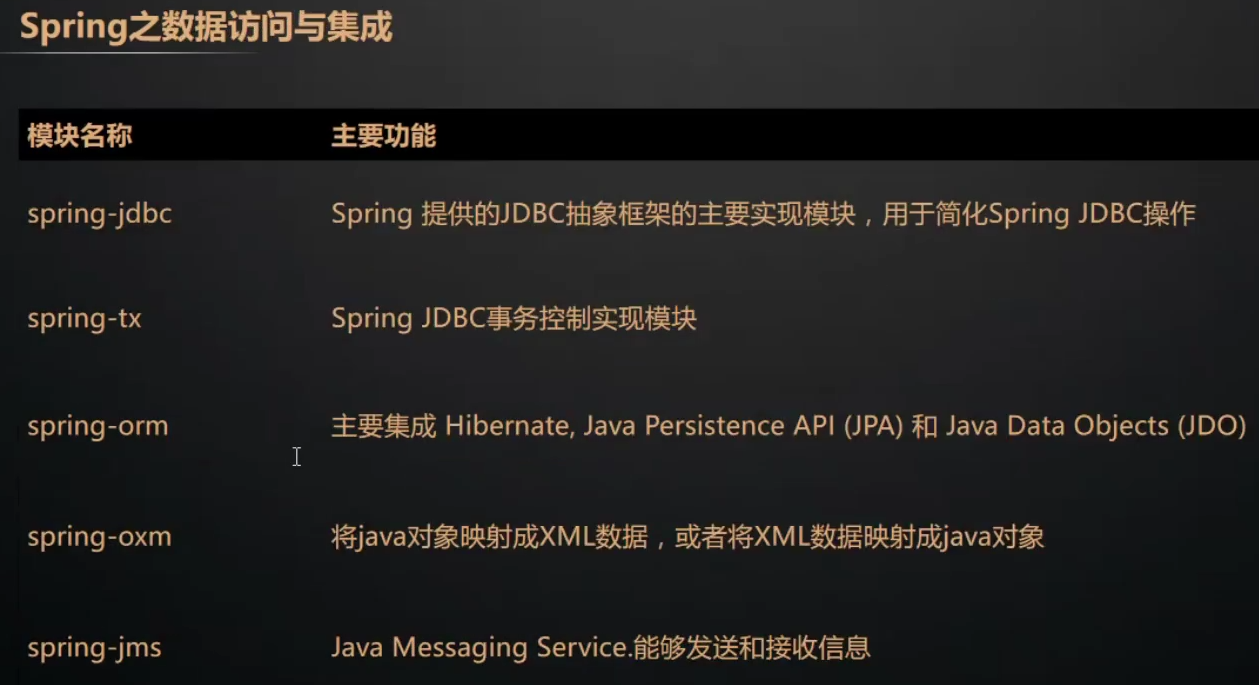 Spring之数据访问与集成
模块名称 主要功能
spring-jdbc Spring 提供的JDBC抽象框架的主要实现模块，用于简化Spring JDBC操作
spring-tx Spring JDBC事务控制实现模块
spring-orm 主要集成 Hibernate, Java Persistence API (JPA) 和 Java Data Objects (JDO)
spring-oxm 将java对象映射成XML数据，或者将XML数据映射成java对象
spring-jms Java Messaging Service.能够发送和接收信息